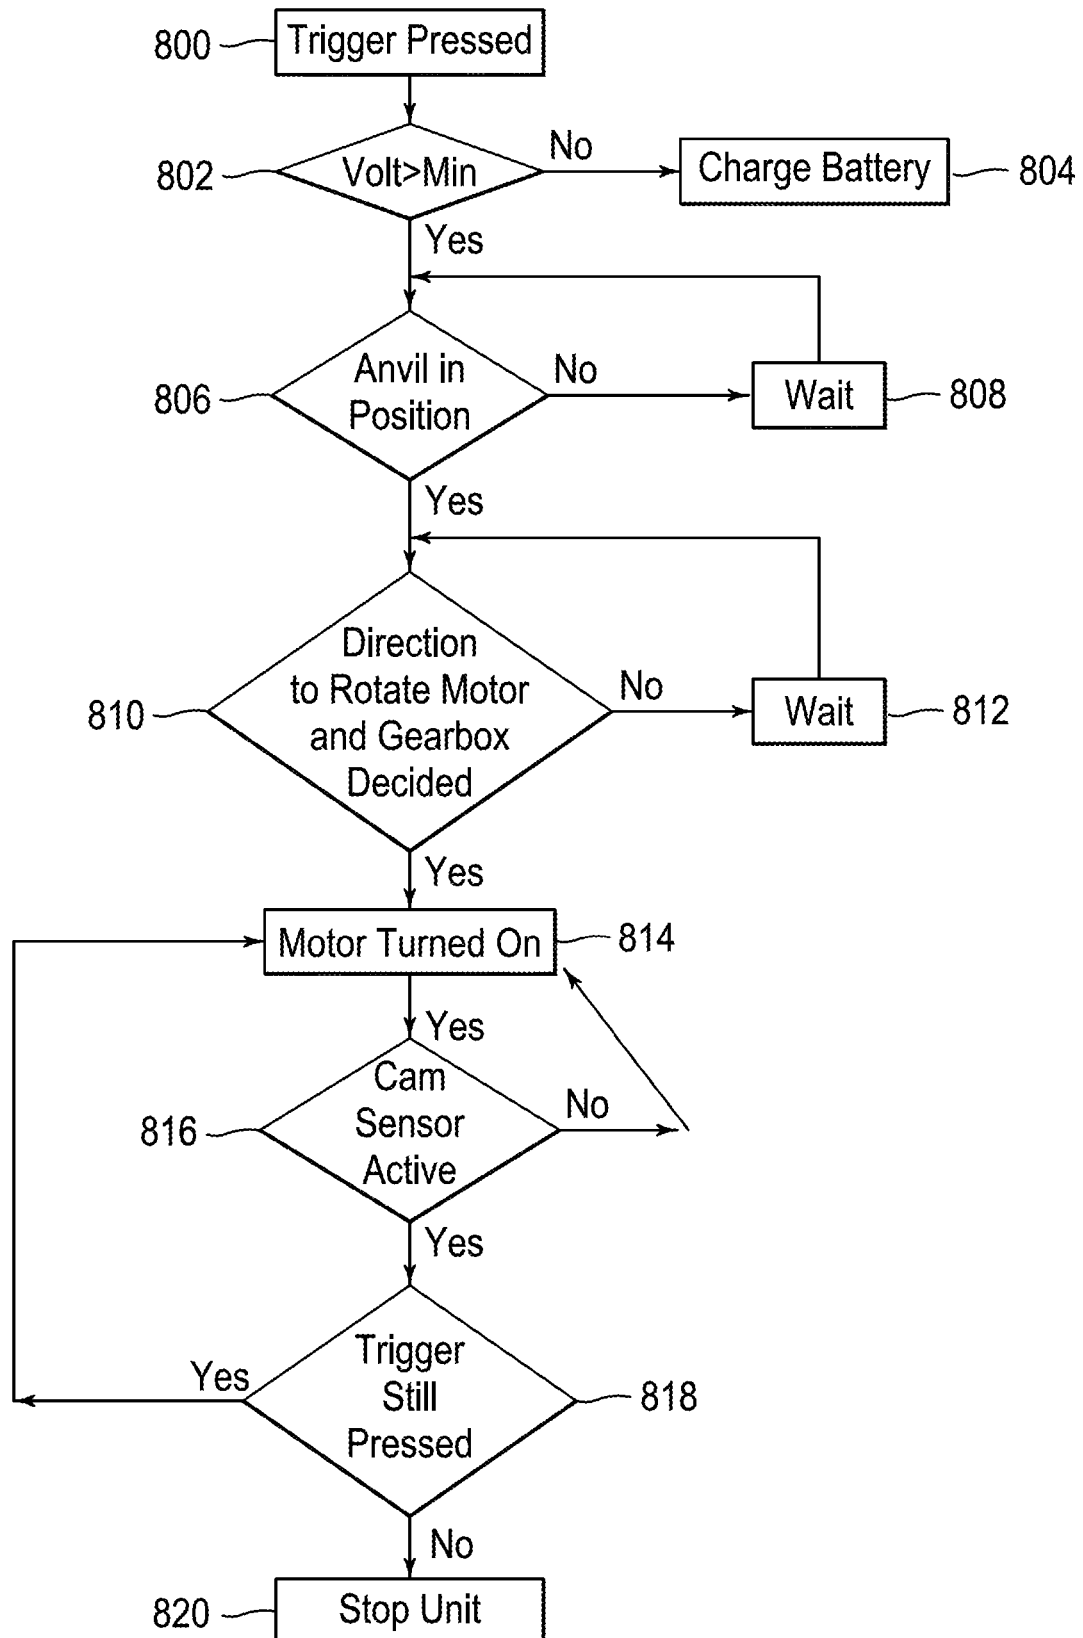 800
Trigger Pressed
802
Volt>Min
No
Charge Battery
804
Yes
806
Anvil in
Position
No
Wait
808
Yes
810
Direction
to Rotate Motor
and Gearbox
Decided
No
Wait
812
Yes
Motor Turned On
814
Yes
816
Cam
Sensor
Active
No
Yes
Yes
Trigger
Still
Pressed
818
No
820
Stop Unit